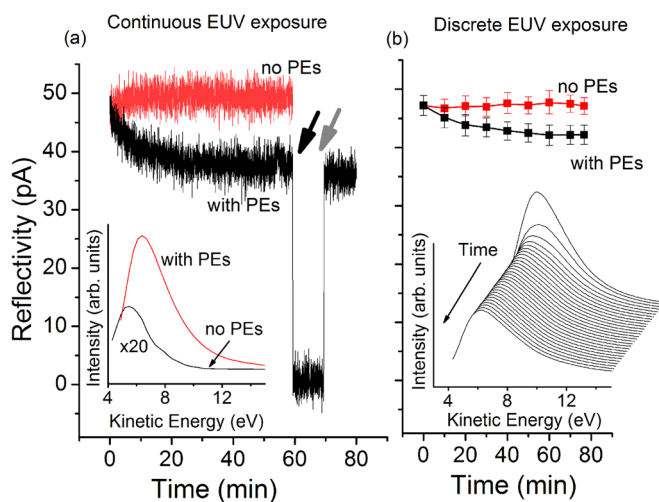 Continuous EUV exposure
(a)
no PEs
with PEs
Reflectivity (pA)
60
50
40
30
20
10
0
-10
Intensity (arb. units)
with PEs
no PEs
x20
4
8
12
Kinetic Energy (eV)
0
20
40
60
80
Time (min)
Discrete EUV exposure
(b)
no PEs
with PEs
Time
Intensity (arb. units)
4
8
12
Kinetic Energy (eV)
0
20
40
60
80
Time (min)